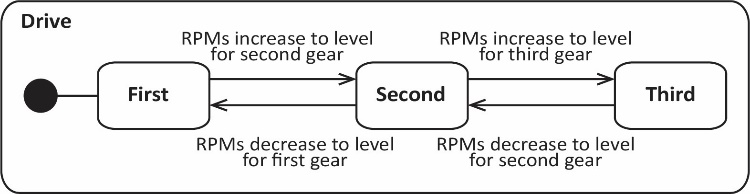 Drive
RPMs increase to level
for second gear
RPMs increase to level
for third gear
First
Second
Third
RPMs decrease to level
for first gear
RPMs decrease to level
for second gear